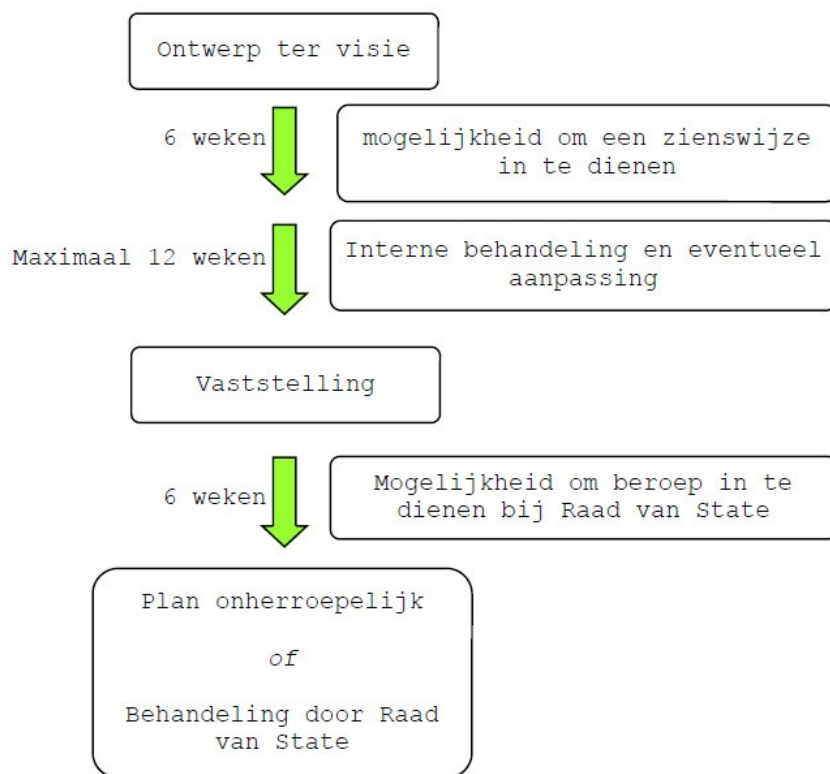 Ontwerp ter visie
6 weken
mogelijkheid om een zienswijze
in te dienen
Maximaal 12 weken
Interne behandeling en eventueel
aanpassing
Vaststelling
6 weken
Mogelijkheid om beroep in te
dienen bij Raad van State
Plan onherroepelijk
of
Behandeling door Raad
van State